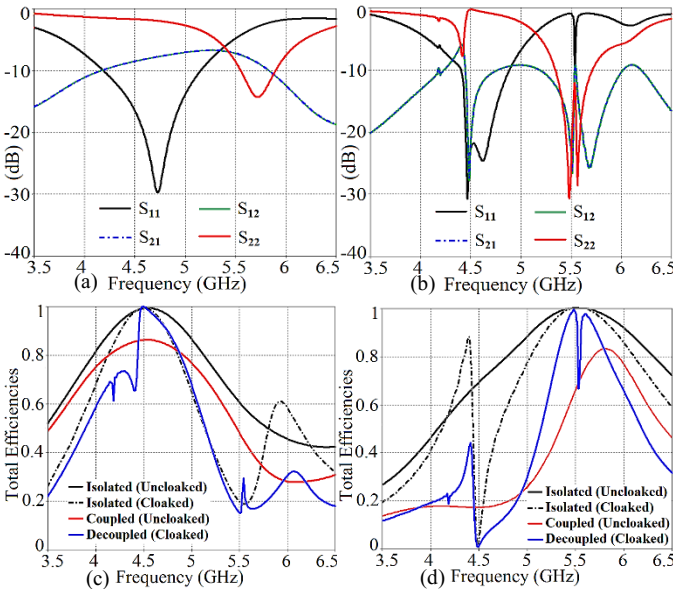 0
-10
-20
-30
-40
(dB)
S11
S12
S21
S22
3.5
4
4.5
5
5.5
6
6.5
(a)
Frequency (GHz)
0
-10
-20
-30
-40
(dB)
S11
S12
S21
S22
3.5
4
4.5
5
5.5
6
6.5
(b)
Frequency (GHz)
1
0.8
0.6
0.4
0.2
0
Total Efficiencies
Isolated (Uncloaked)
Isolated (Cloaked)
Coupled (Uncloaked)
Decoupled (Cloaked)
3.5
4
4.5
5
5.5
6
6.5
(c)
Frequency (GHz)
1
0.8
0.6
0.4
0.2
0
Total Efficiencies
Isolated (Uncloaked)
Isolated (Cloaked)
Coupled (Uncloaked)
Decoupled (Cloaked)
3.5
4
4.5
5
5.5
6
6.5
Frequency (GHz)
(d)